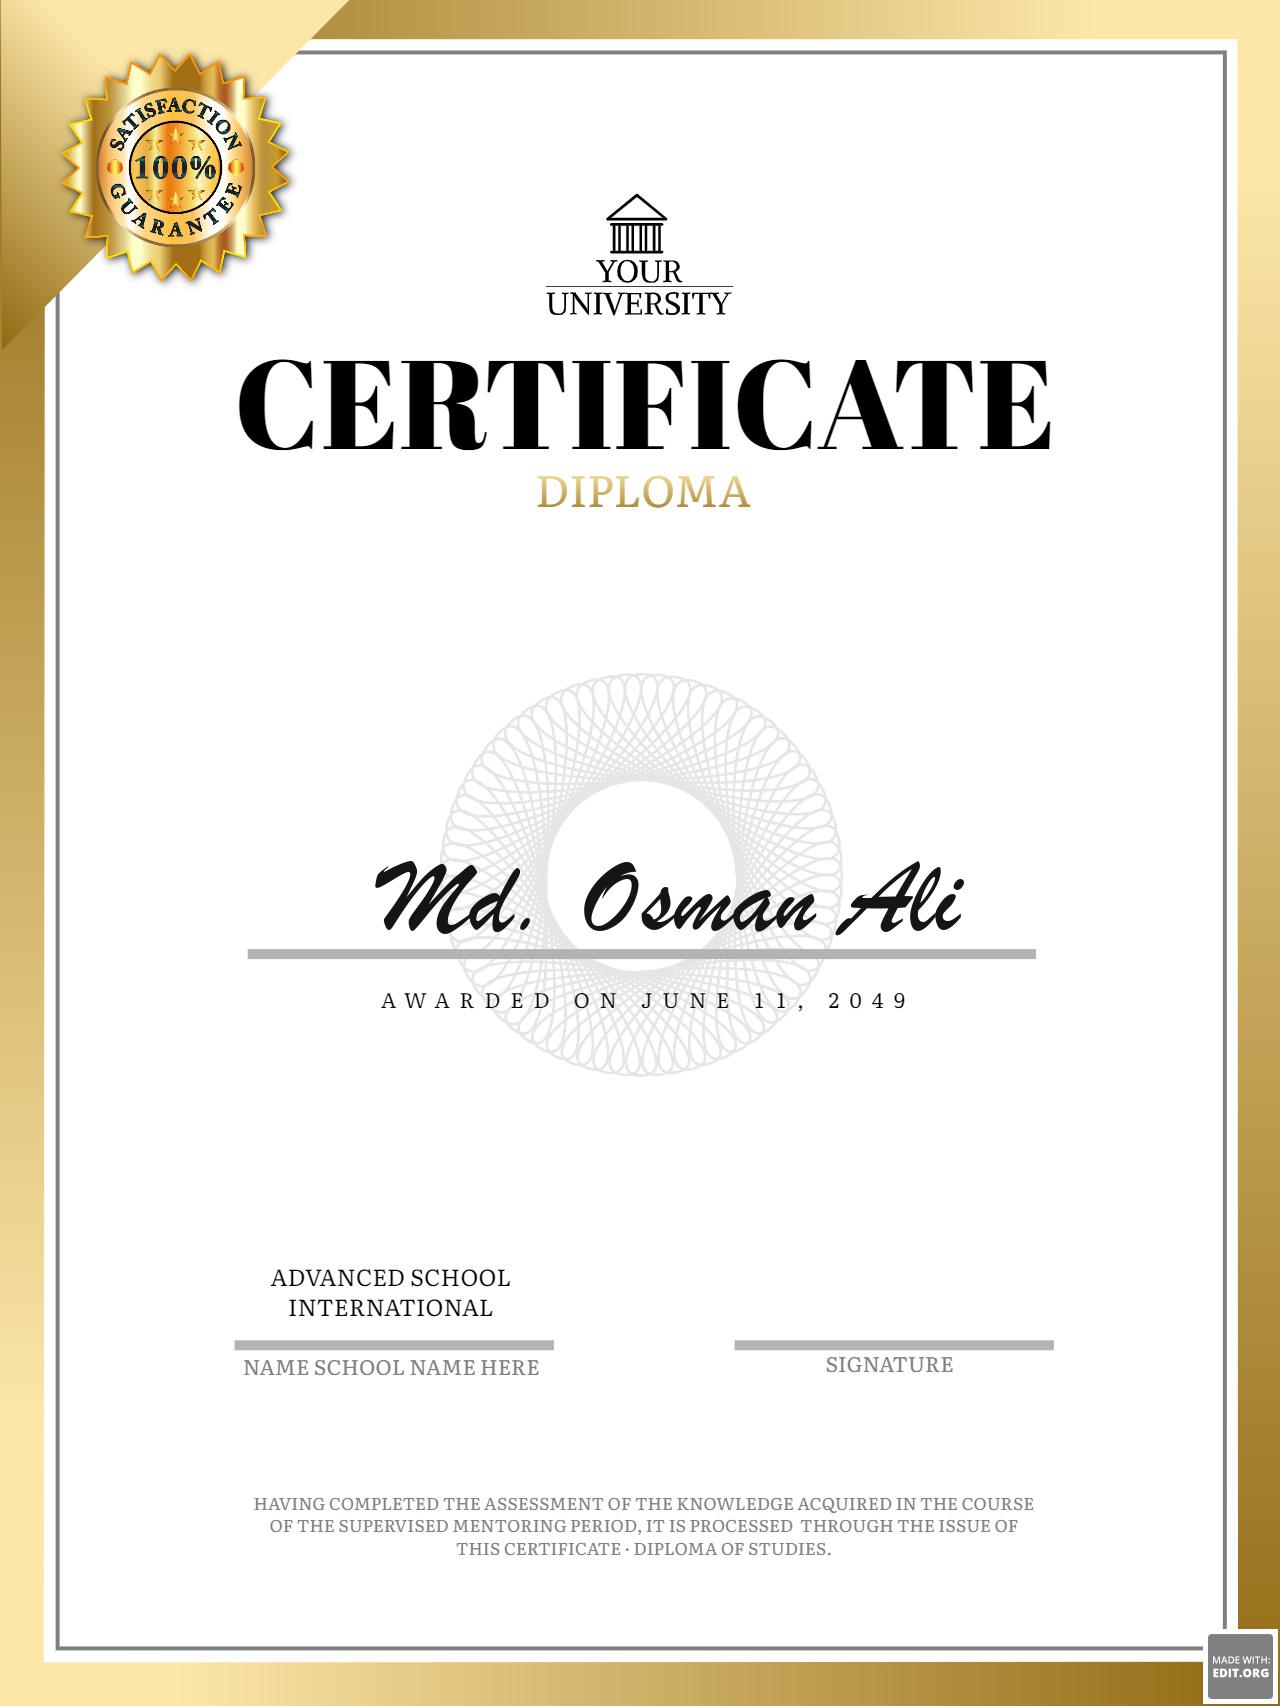 SATISFACTION
100%
GUARANTEE
YOUR
UNIVERSITY
CERTIFICATE
DIPLOMA
Md. Osman Ali
AWARDED ON JUNE 11, 2049
ADVANCED SCHOOL
INTERNATIONAL
NAME SCHOOL NAME HERE
SIGNATURE
HAVING COMPLETED THE ASSESSMENT OF THE KNOWLEDGE ACQUIRED IN THE COURSE
OF THE SUPERVISED MENTORING PERIOD, IT IS PROCESSED THROUGH THE ISSUE OF
THIS CERTIFICATE · DIPLOMA OF STUDIES.
MADE WITH:
EDIT.ORG